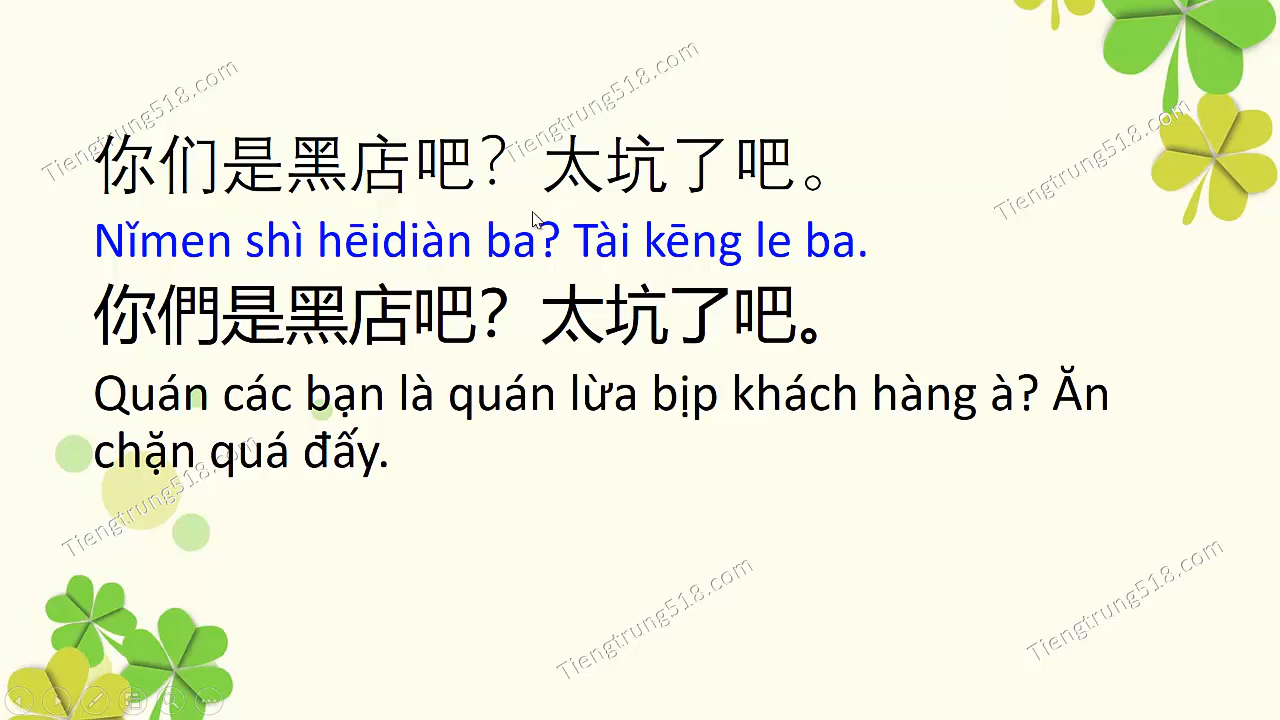 Tiengtrung518.com
Tiengtrung518.com
Tiengtrung518.com
你们是黑店吧？太坑了吧。
Nǐmen shì hēidiàn ba? Tài kēng le ba.
你們是黑店吧？太坑了吧。
Quán các bạn là quán lừa bịp khách hàng à? Ăn
chặn quá đấy.
Tiengtrung518.com
Tiengtrung518.com
Tiengtrung518.com